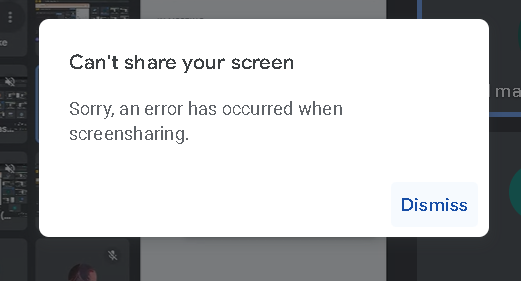 Can't share your screen
Sorry, an error has occurred when
screensharing.
Dismiss